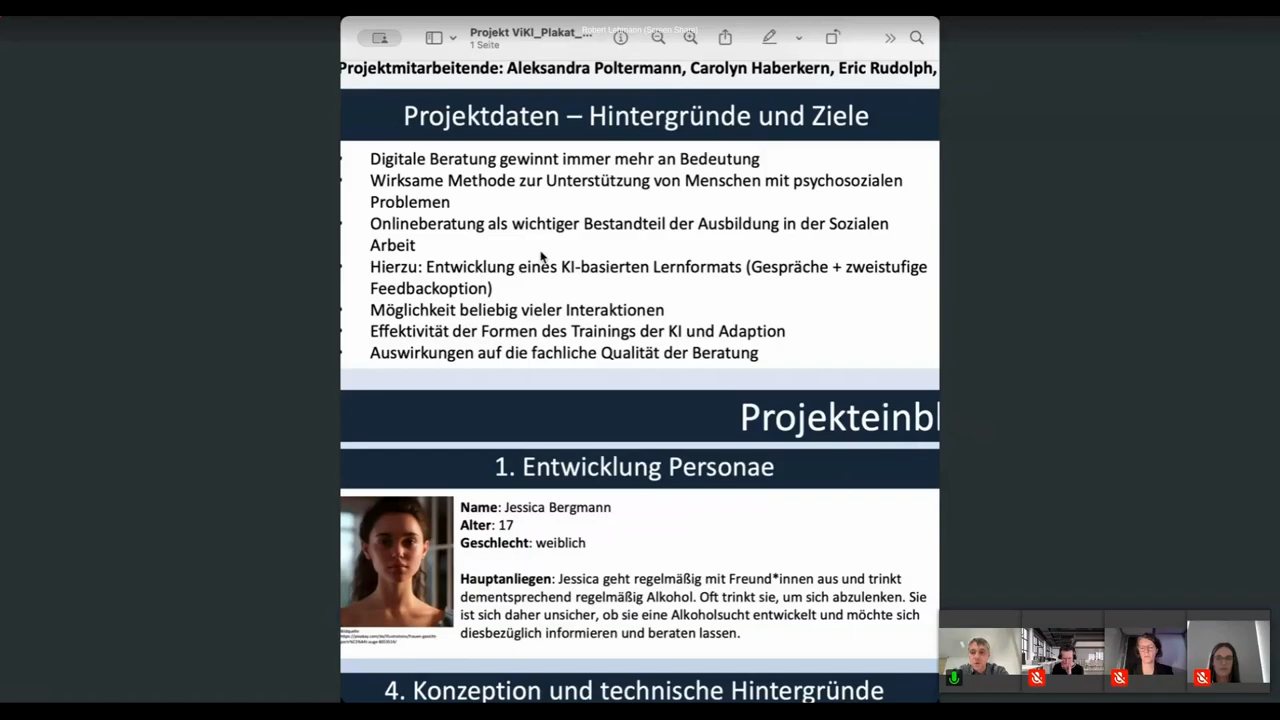 Projekt ViKI_Plakat_...
1 Seite
Robert Lehmann (Screen Share)
Projektmitarbeitende: Aleksandra Poltermann, Carolyn Haberkern, Eric Rudolph,
Projektdaten – Hintergründe und Ziele
Digitale Beratung gewinnt immer mehr an Bedeutung
Wirksame Methode zur Unterstützung von Menschen mit psychosozialen
Problemen
Onlineberatung als wichtiger Bestandteil der Ausbildung in der Sozialen
Arbeit
Hierzu: Entwicklung eines KI-basierten Lernformats (Gespräche + zweistufige
Feedbackoption)
Möglichkeit beliebig vieler Interaktionen
Effektivität der Formen des Trainings der KI und Adaption
Auswirkungen auf die fachliche Qualität der Beratung
Projekteinbl
1. Entwicklung Personae
Name: Jessica Bergmann
Alter: 17
Geschlecht: weiblich
Hauptanliegen: Jessica geht regelmäßig mit Freund*innen aus und trinkt
dementsprechend regelmäßig Alkohol. Oft trinkt sie, um sich abzulenken. Sie
ist sich daher unsicher, ob sie eine Alkoholsucht entwickelt und möchte sich
diesbezüglich informieren und beraten lassen.
Bildquelle
4. Konzeption und technische Hintergründe